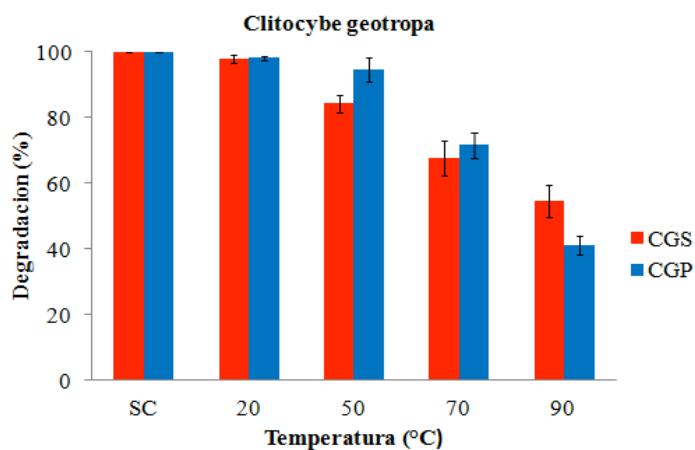 Clitocybe geotropa
Degradacion (%)
100
80
60
40
20
0
SC 20 50 70 90
Temperatura (°C)
CGS
CGP